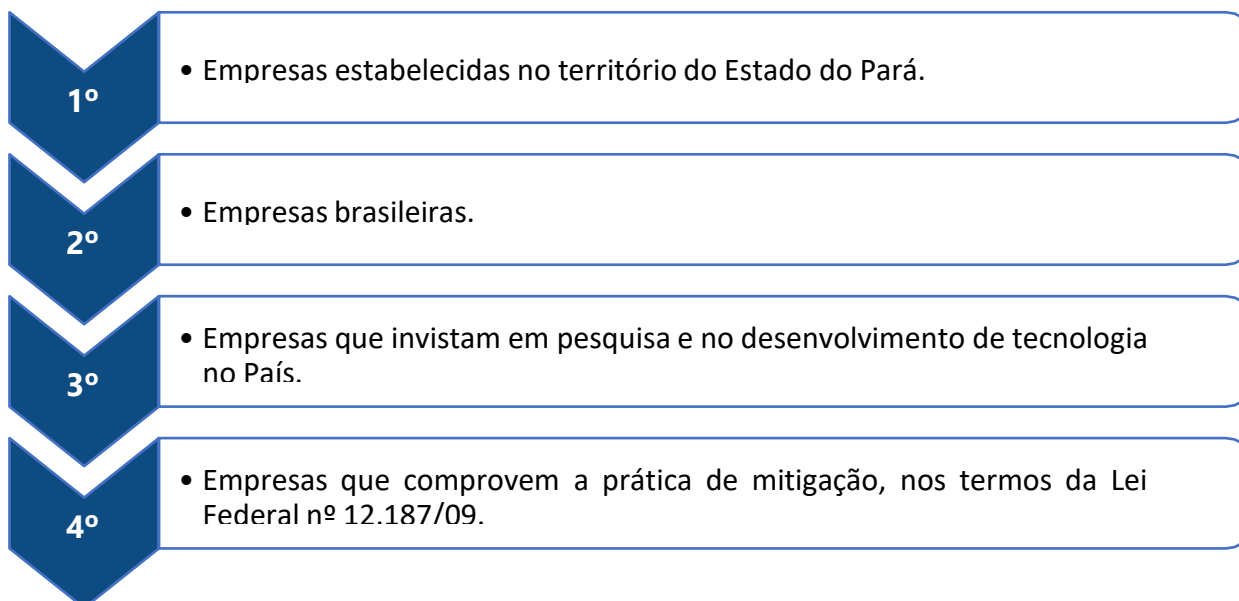 1º
• Empresas estabelecidas no território do Estado do Pará.
2º
• Empresas brasileiras.
3º
• Empresas que invistam em pesquisa e no desenvolvimento de tecnologia
no País.
4º
• Empresas que comprovem a prática de mitigação, nos termos da Lei
Federal nº 12.187/09.